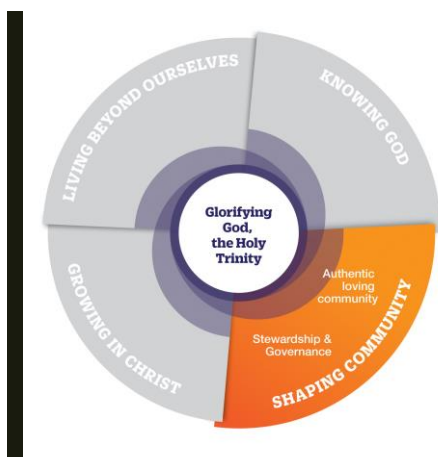 LIVING BEYOND OURSELVES
KNOWING GOD
Glorifying
God,
the Holy
Trinity
Authentic
loving
community
Stewardship &
Governance
SHAPING COMMUNITY
GROWING IN CHRIST